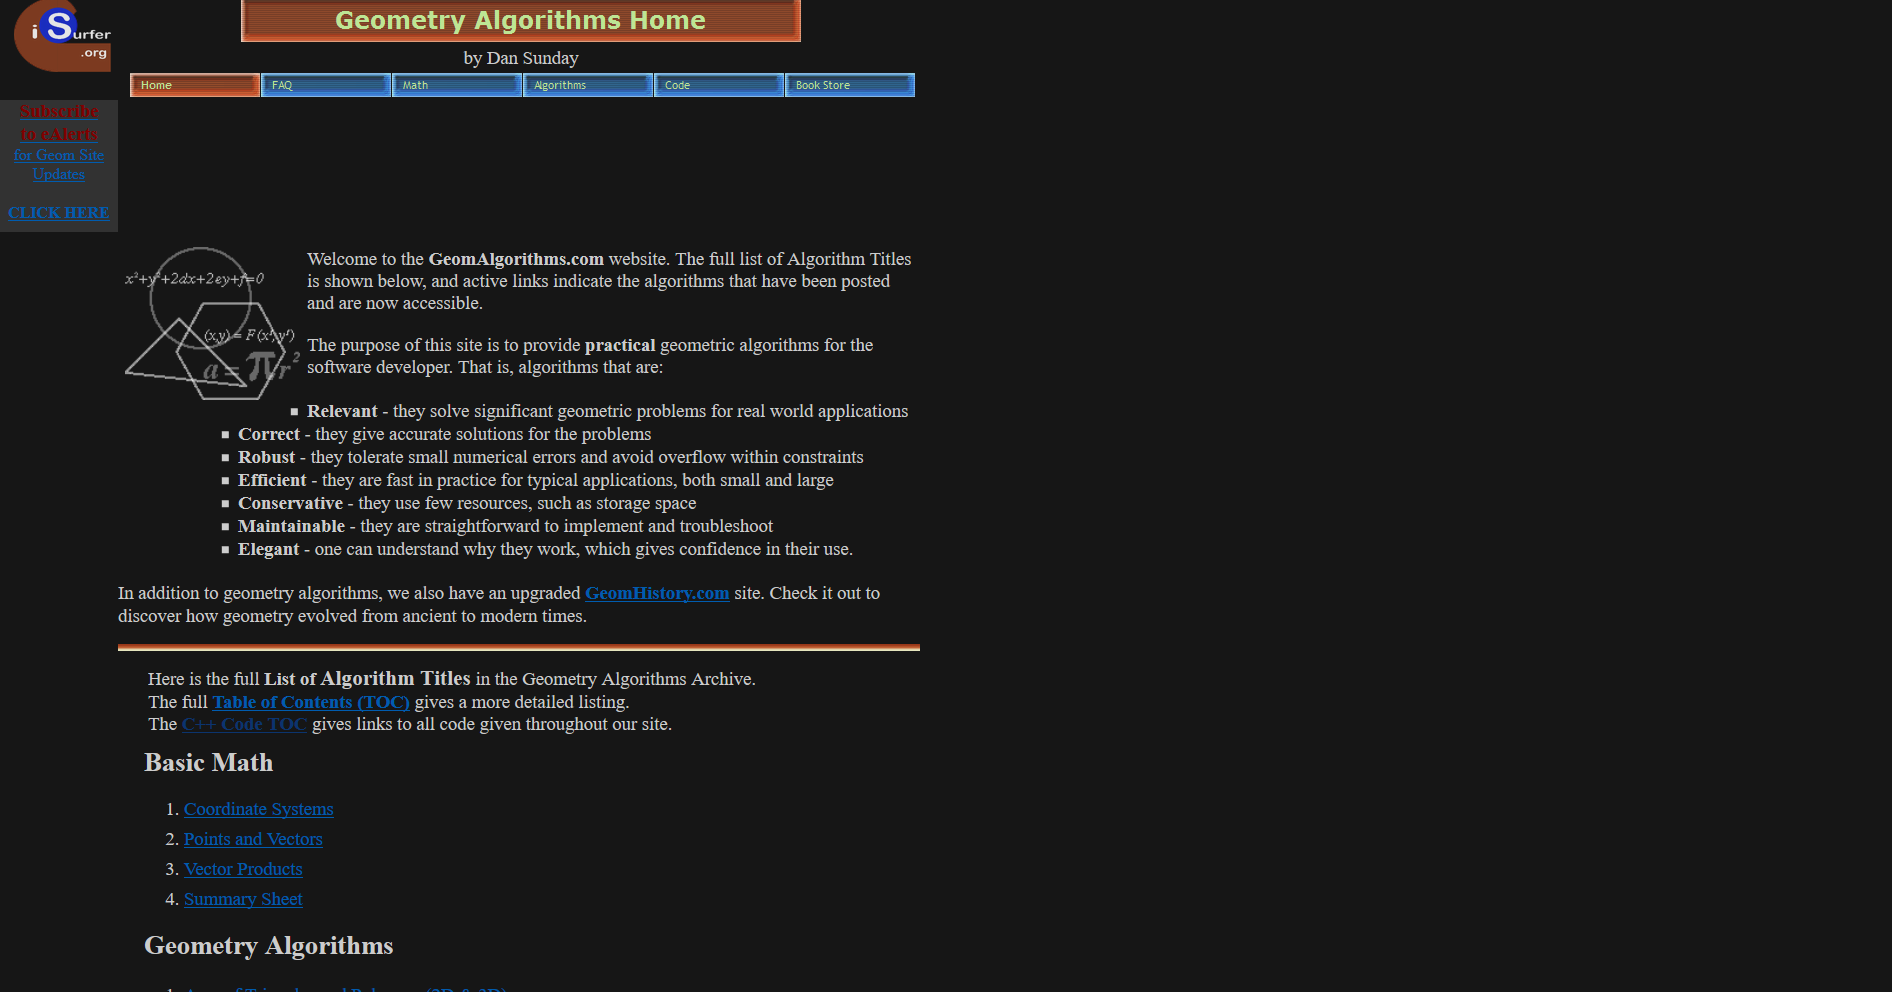 iSurfer
.org
Geometry Algorithms Home
by Dan Sunday
Home FAQ Math Algorithms Code Book Store
Subscribe
to eAlerts
for Geom Site
Updates
CLICK HERE
x²+y²+2dx+2ey+f=0
(x,y) = F(x',y')
a = πr²
Welcome to the GeomAlgorithms.com website. The full list of Algorithm Titles
is shown below, and active links indicate the algorithms that have been posted
and are now accessible.
The purpose of this site is to provide practical geometric algorithms for the
software developer. That is, algorithms that are:
Relevant - they solve significant geometric problems for real world applications
Correct - they give accurate solutions for the problems
Robust - they tolerate small numerical errors and avoid overflow within constraints
Efficient - they are fast in practice for typical applications, both small and large
Conservative - they use few resources, such as storage space
Maintainable - they are straightforward to implement and troubleshoot
Elegant - one can understand why they work, which gives confidence in their use.
In addition to geometry algorithms, we also have an upgraded GeomHistory.com site. Check it out to
discover how geometry evolved from ancient to modern times.
Here is the full List of Algorithm Titles in the Geometry Algorithms Archive.
The full Table of Contents (TOC) gives a more detailed listing.
The C++ Code TOC gives links to all code given throughout our site.
Basic Math
1. Coordinate Systems
2. Points and Vectors
3. Vector Products
4. Summary Sheet
Geometry Algorithms